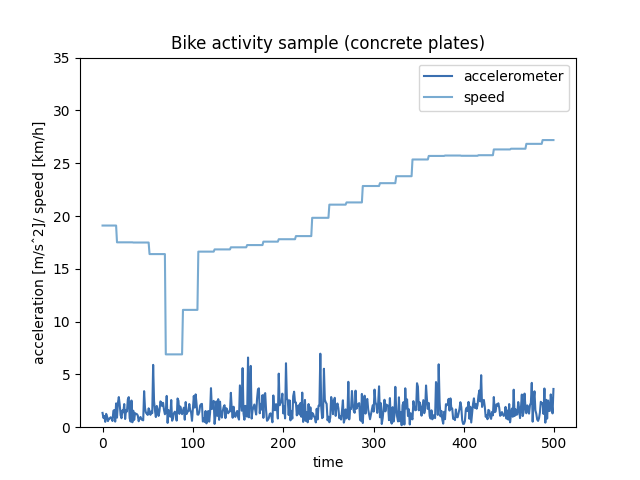 Bike activity sample (concrete plates)
accelerometer
speed
acceleration [m/s^2]/ speed [km/h]
35
30
25
20
15
10
5
0
0 100 200 300 400 500
time